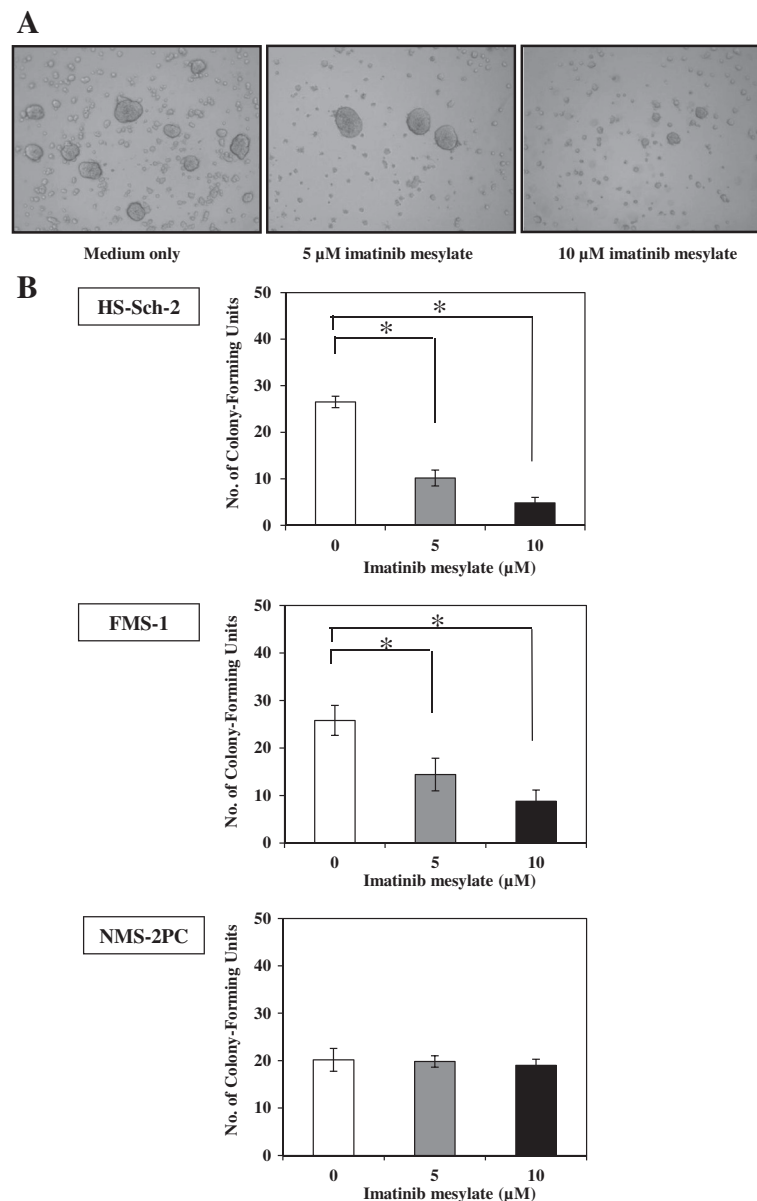 A
Medium only
5 µM imatinib mesylate
10 µM imatinib mesylate
B
HS-Sch-2
No. of Colony-Forming Units
50
40
30
20
10
0
*
*
0
5
10
Imatinib mesylate (µM)
FMS-1
No. of Colony-Forming Units
50
40
30
20
10
0
*
*
0
5
10
Imatinib mesylate (µM)
NMS-2PC
No. of Colony-Forming Units
50
40
30
20
10
0
0
5
10
Imatinib mesylate (µM)